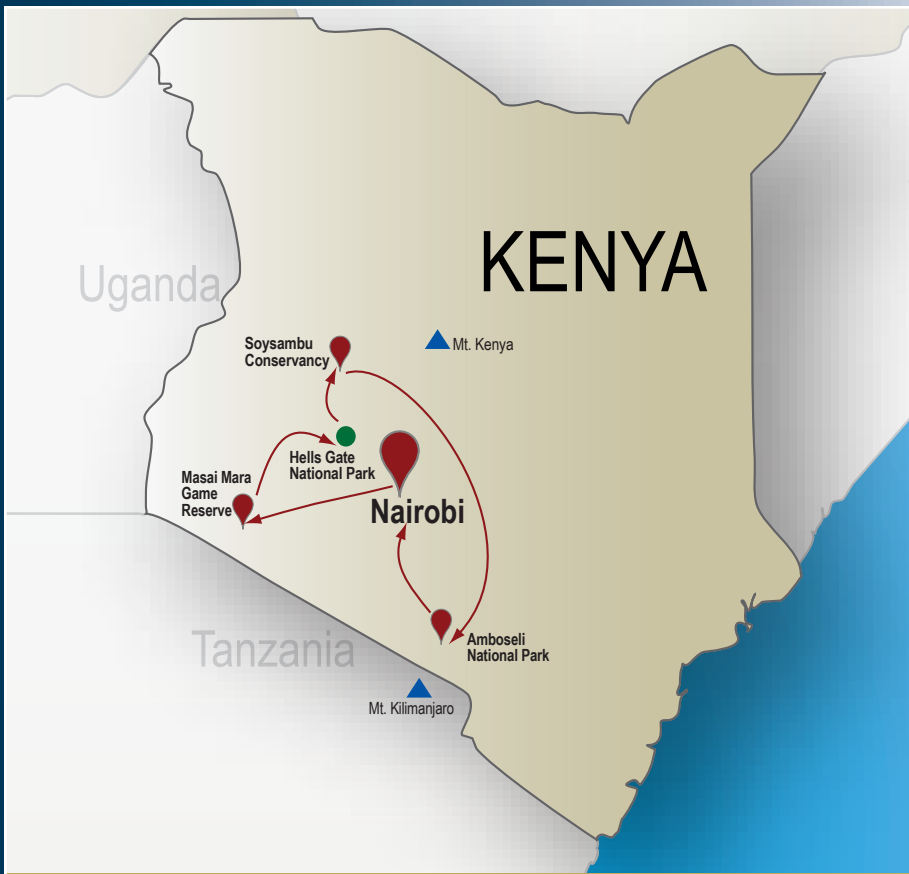 KENYA
Uganda
Soysambu
Conservancy
Mt. Kenya
Hells Gate
National Park
Masai Mara
Game
Reserve
Nairobi
Amboseli
National Park
Tanzania
Mt. Kilimanjaro